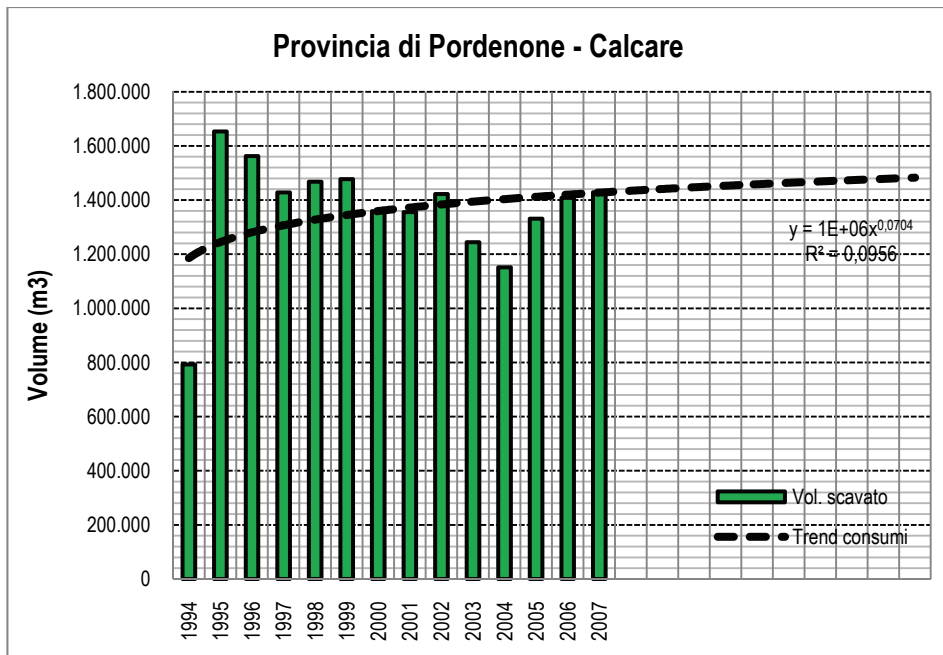 Provincia di Pordenone - Calcare
Volume (m3)
1.800.000
1.600.000
1.400.000
1.200.000
1.000.000
800.000
600.000
400.000
200.000
0
y = 1E+06x^0,0704
R² = 0,0956
Vol. scavato
Trend consumi
1994 1995 1996 1997 1998 1999 2000 2001 2002 2003 2004 2005 2006 2007